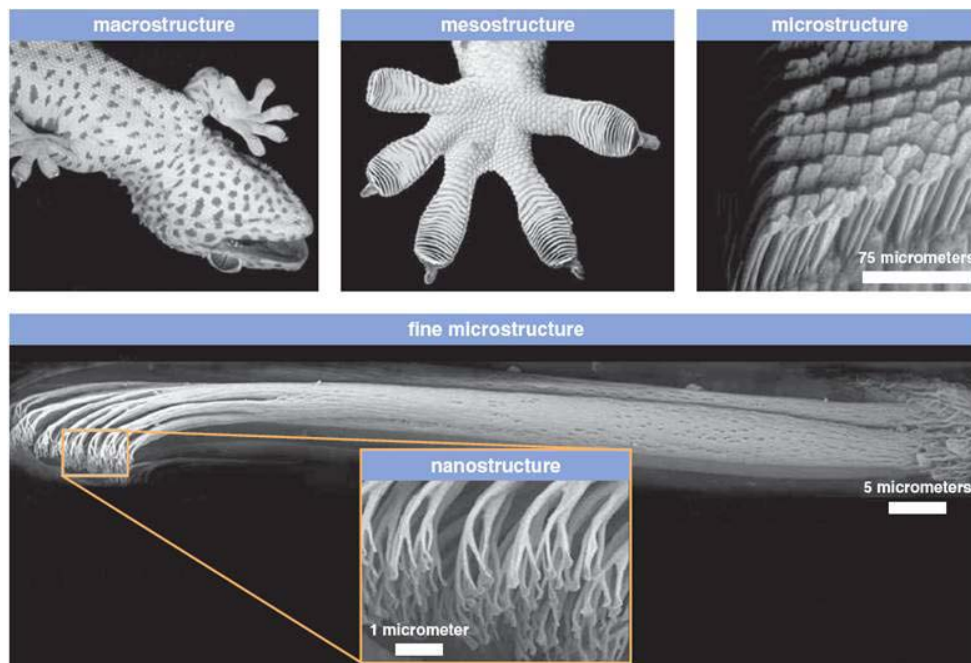 macrostructure
mesostructure
microstructure
75 micrometers
fine microstructure
5 micrometers
nanostructure
1 micrometer